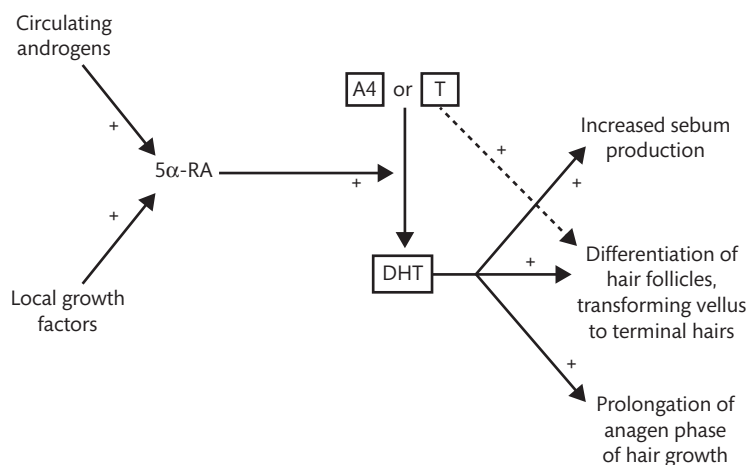 Circulating
androgens
+
A4 or T
+
Increased sebum
production
+
5α-RA
+
+
Differentiation of
hair follicles,
transforming vellus
to terminal hairs
DHT
+
Local growth
factors
+
Prolongation of
anagen phase
of hair growth